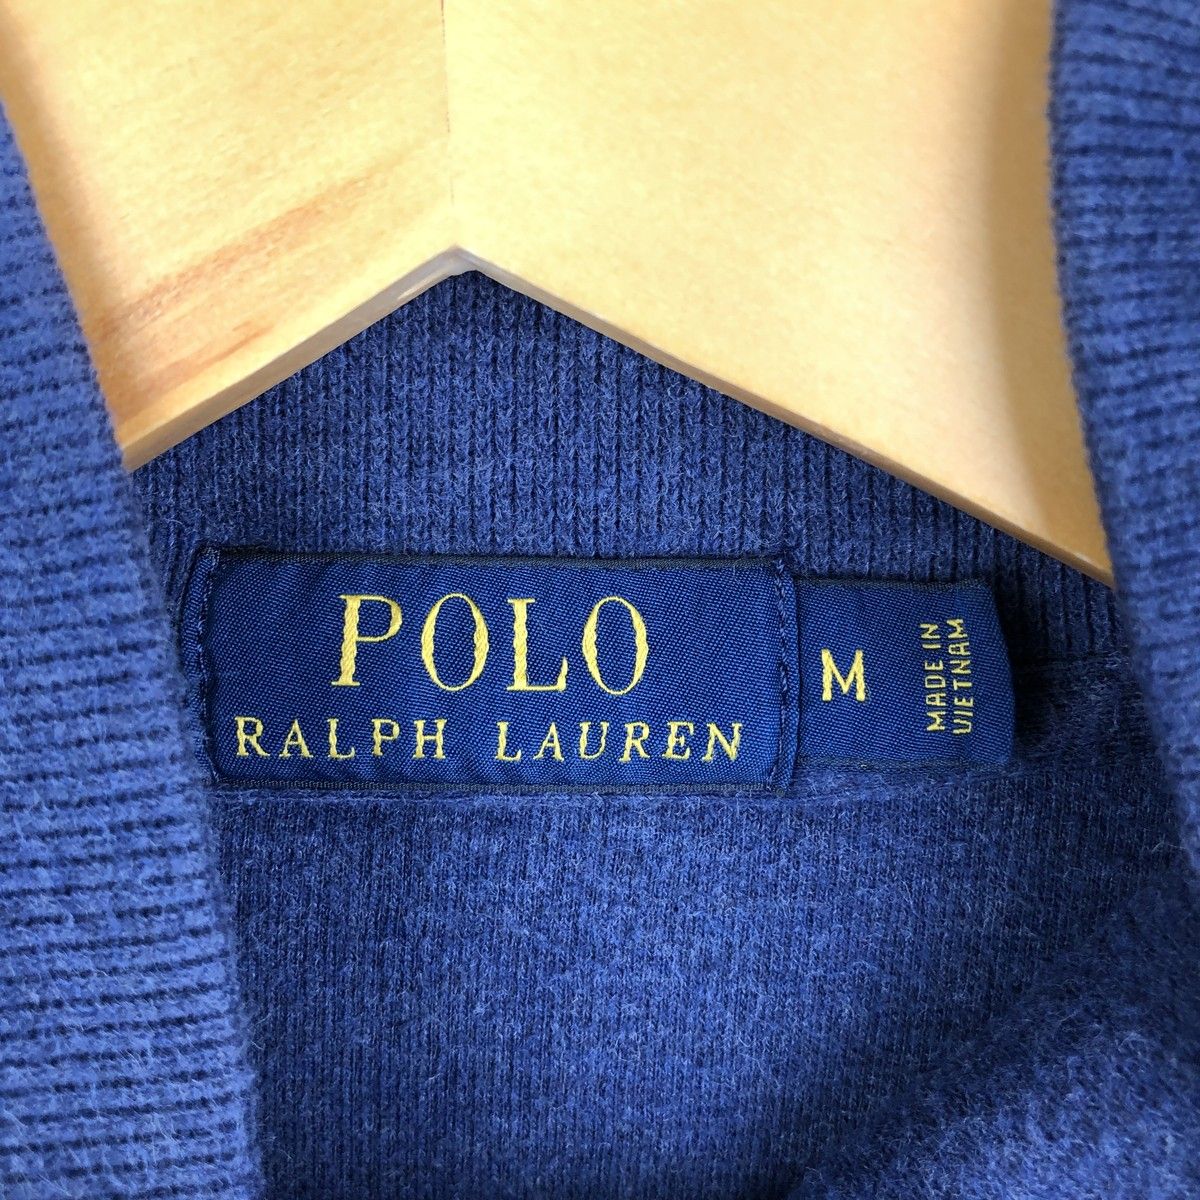 POLO
RALPH LAUREN
M
MADE IN
VIETNAM